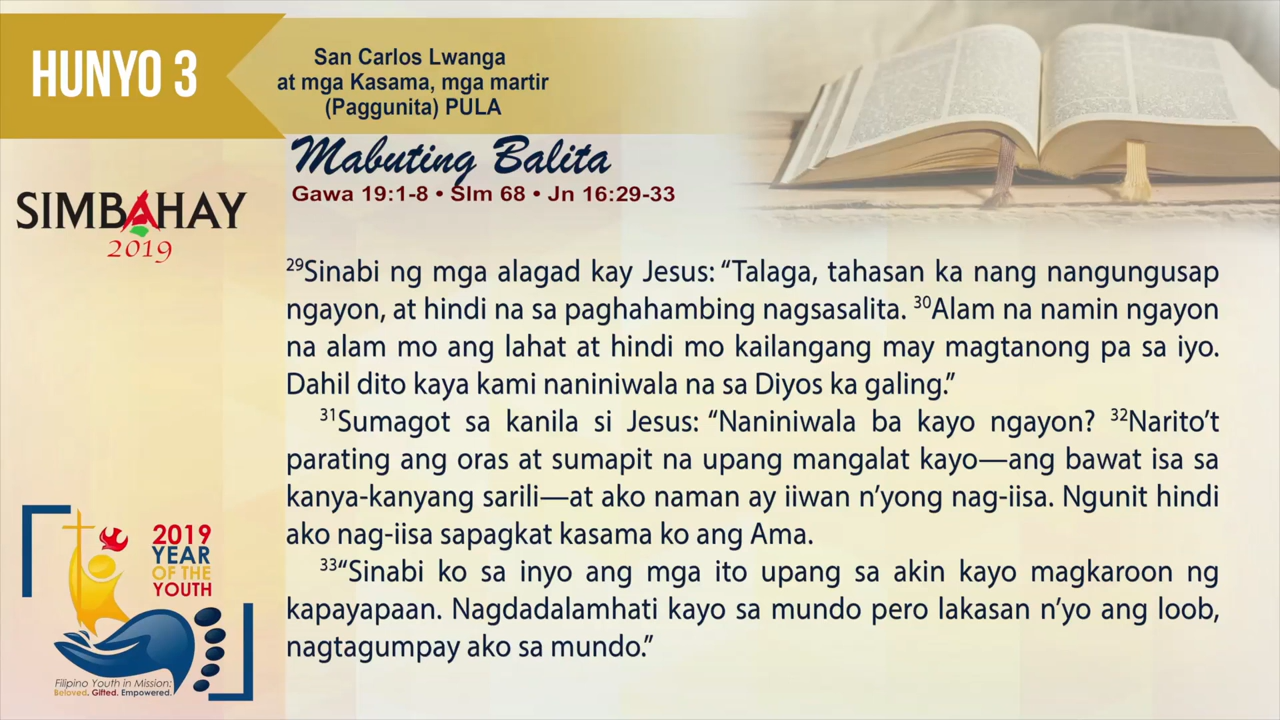 HUNYO 3
San Carlos Lwanga
at mga Kasama, mga martir
(Paggunita) PULA
Mabuting Balita
Gawa 19:1-8 • Slm 68 • Jn 16:29-33
SIMBAHAY
2019
²⁹Sinabi ng mga alagad kay Jesus: “Talaga, tahasan ka nang nangungusap
ngayon, at hindi na sa paghahambing nagsasalita. ³⁰Alam na namin ngayon
na alam mo ang lahat at hindi mo kailangang may magtanong pa sa iyo.
Dahil dito kaya kami naniniwala na sa Diyos ka galing.”
³¹Sumagot sa kanila si Jesus: “Naniniwala ba kayo ngayon? ³²Narito’t
parating ang oras at sumapit na upang mangalat kayo—ang bawat isa sa
kanya-kanyang sarili—at ako naman ay iiwan n’yong nag-iisa. Ngunit hindi
ako nag-iisa sapagkat kasama ko ang Ama.
³³“Sinabi ko sa inyo ang mga ito upang sa akin kayo magkaroon ng
kapayapaan. Nagdadalamhati kayo sa mundo pero lakasan n’yo ang loob,
nagtagumpay ako sa mundo.”
2019
YEAR
OF THE
YOUTH
Filipino Youth in Mission:
Beloved. Gifted. Empowered.